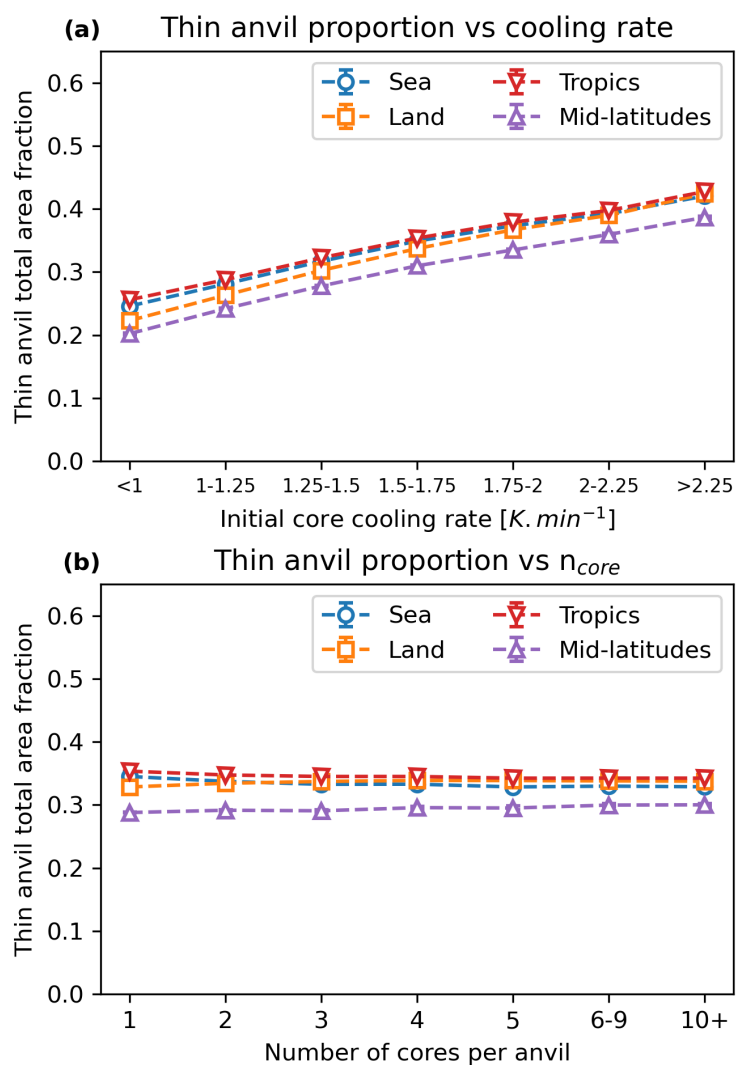 (a) Thin anvil proportion vs cooling rate
Sea Tropics
Land Mid-latitudes
Thin anvil total area fraction
0.6
0.5
0.4
0.3
0.2
0.1
0.0
<1 1-1.25 1.25-1.5 1.5-1.75 1.75-2 2-2.25 >2.25
Initial core cooling rate [K.min⁻¹]
(b) Thin anvil proportion vs n_core
Sea Tropics
Land Mid-latitudes
Thin anvil total area fraction
0.6
0.5
0.4
0.3
0.2
0.1
0.0
1 2 3 4 5 6-9 10+
Number of cores per anvil